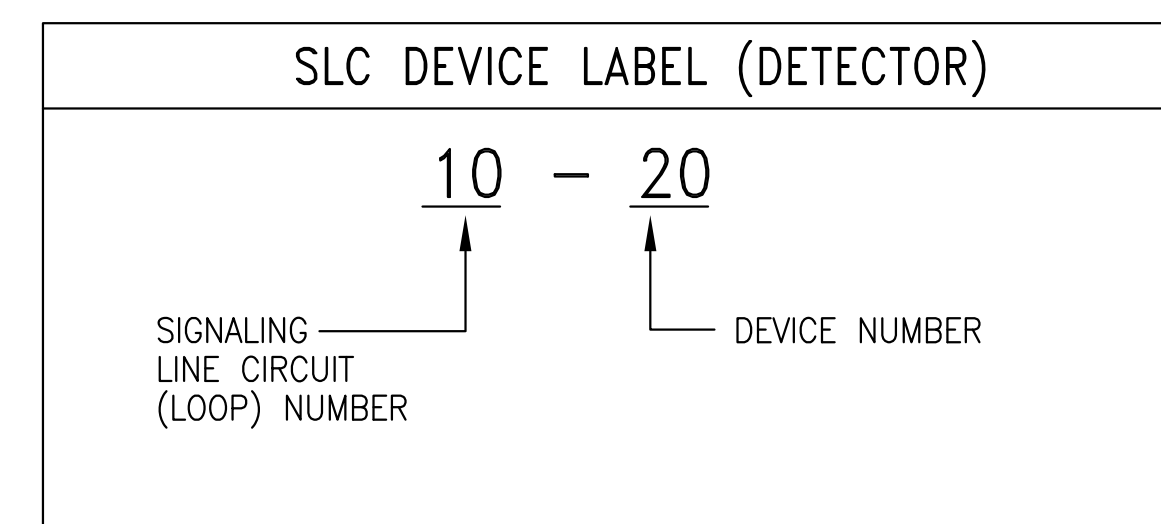 SLC DEVICE LABEL (DETECTOR)
10 - 20
SIGNALING
LINE CIRCUIT
(LOOP) NUMBER
DEVICE NUMBER